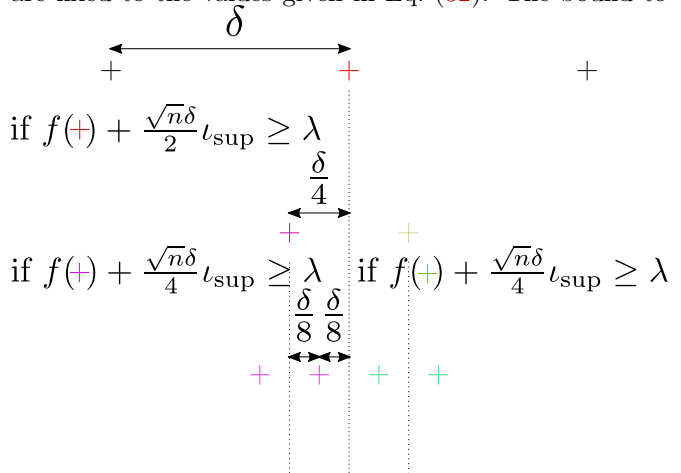 δ
if f(+) + √nδ/2 ι_sup ≥ λ
δ/4
if f(+) + √nδ/4 ι_sup ≥ λ if f(+) + √nδ/4 ι_sup ≥ λ
δ/8 δ/8